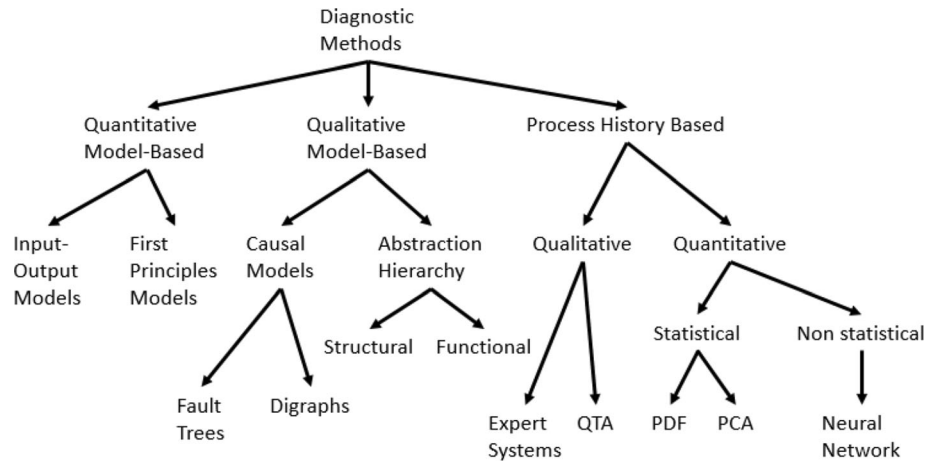 Diagnostic
Methods
Quantitative
Model-Based
Qualitative
Model-Based
Process History Based
Input-
Output
Models
First
Principles
Models
Causal
Models
Abstraction
Hierarchy
Qualitative
Quantitative
Structural
Functional
Statistical
Non statistical
Fault
Trees
Digraphs
Expert
Systems
QTA
PDF
PCA
Neural
Network